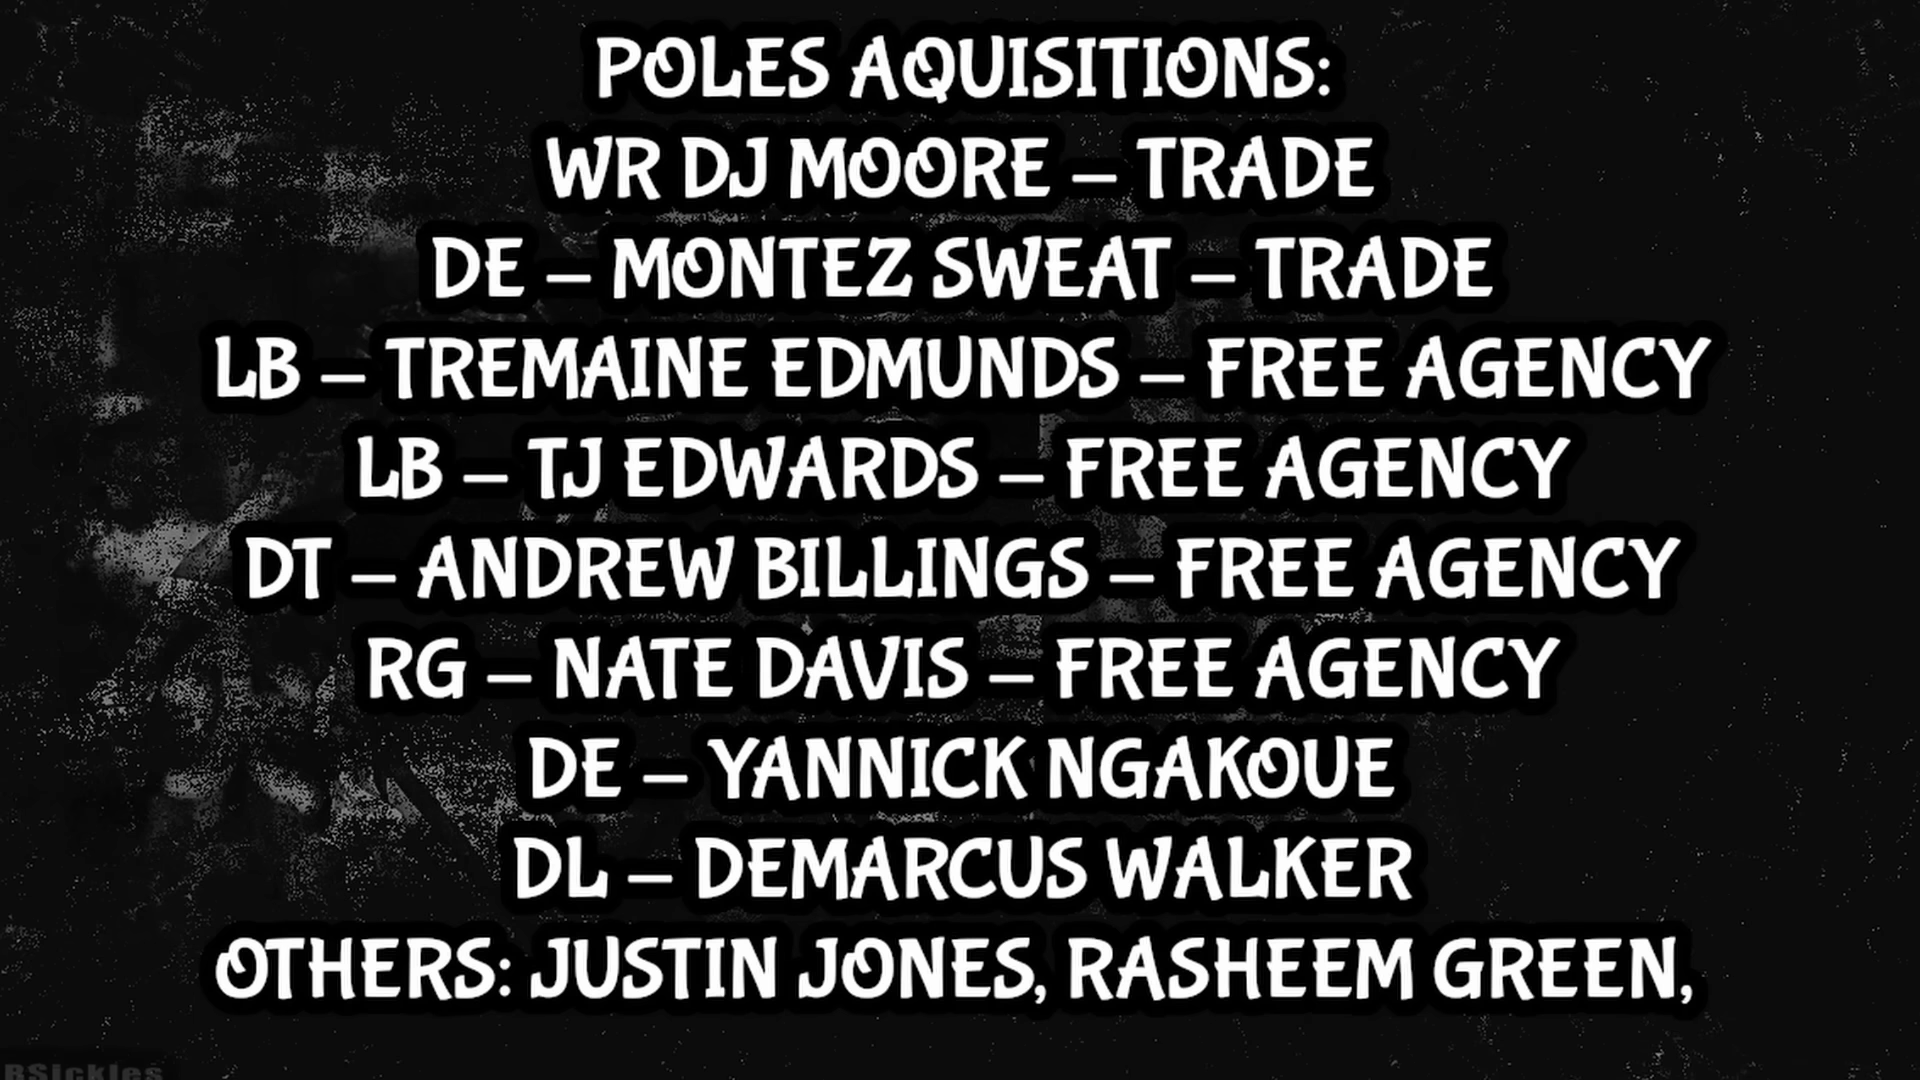 POLES AQUISITIONS:
WR DJ MOORE – TRADE
DE – MONTEZ SWEAT – TRADE
LB – TREMAINE EDMUNDS – FREE AGENCY
LB – TJ EDWARDS – FREE AGENCY
DT – ANDREW BILLINGS – FREE AGENCY
RG – NATE DAVIS – FREE AGENCY
DE – YANNICK NGAKOUE
DL – DEMARCUS WALKER
OTHERS: JUSTIN JONES, RASHEEM GREEN,
BSickles